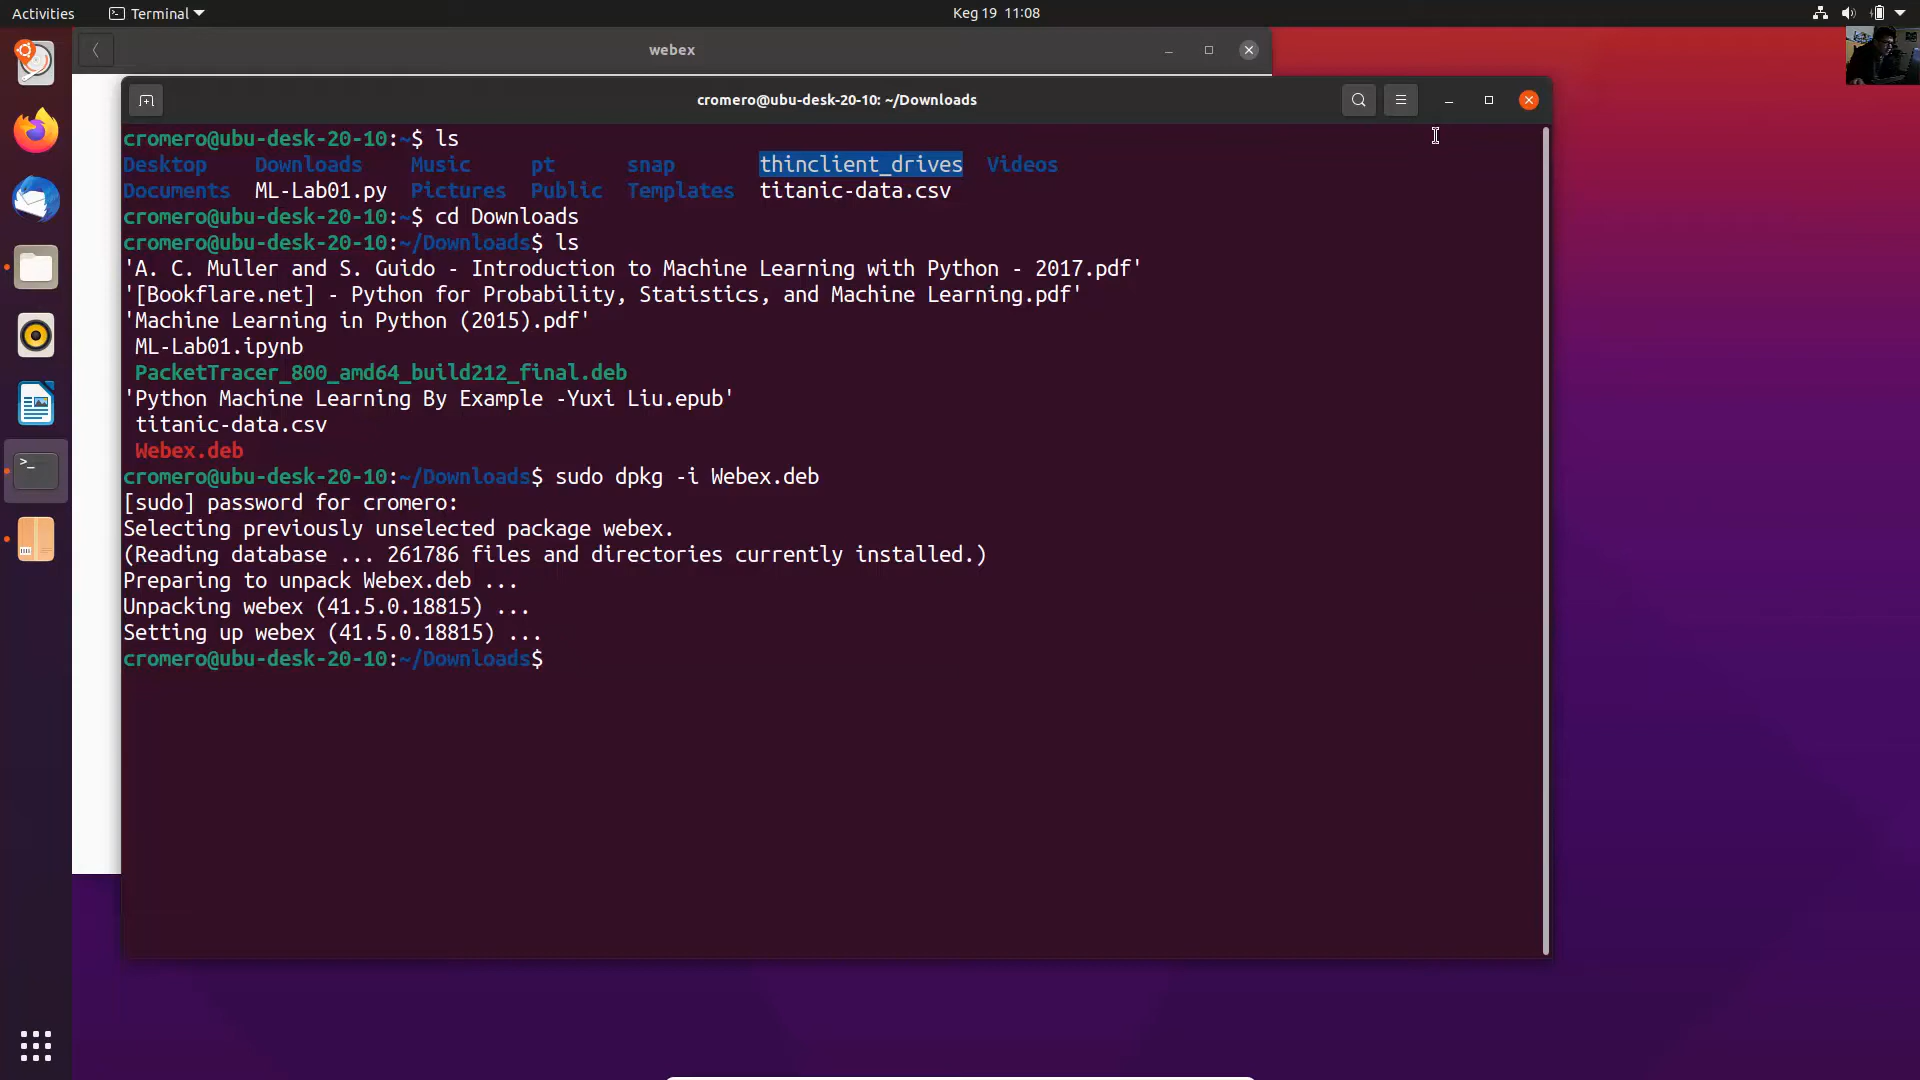 Activities
Terminal
Keg 19 11:08
webex
cromero@ubu-desk-20-10: ~/Downloads
cromero@ubu-desk-20-10:~$ ls
Desktop Downloads Music pt snap thinclient_drives Videos
Documents ML-Lab01.py Pictures Public Templates titanic-data.csv
cromero@ubu-desk-20-10:~$ cd Downloads
cromero@ubu-desk-20-10:~/Downloads$ ls
'A. C. Muller and S. Guido - Introduction to Machine Learning with Python - 2017.pdf'
'[Bookflare.net] - Python for Probability, Statistics, and Machine Learning.pdf'
'Machine Learning in Python (2015).pdf'
ML-Lab01.ipynb
PacketTracer_800_amd64_build212_final.deb
'Python Machine Learning By Example -Yuxi Liu.epub'
titanic-data.csv
Webex.deb
cromero@ubu-desk-20-10:~/Downloads$ sudo dpkg -i Webex.deb
[sudo] password for cromero:
Selecting previously unselected package webex.
(Reading database ... 261786 files and directories currently installed.)
Preparing to unpack Webex.deb ...
Unpacking webex (41.5.0.18815) ...
Setting up webex (41.5.0.18815) ...
cromero@ubu-desk-20-10:~/Downloads$